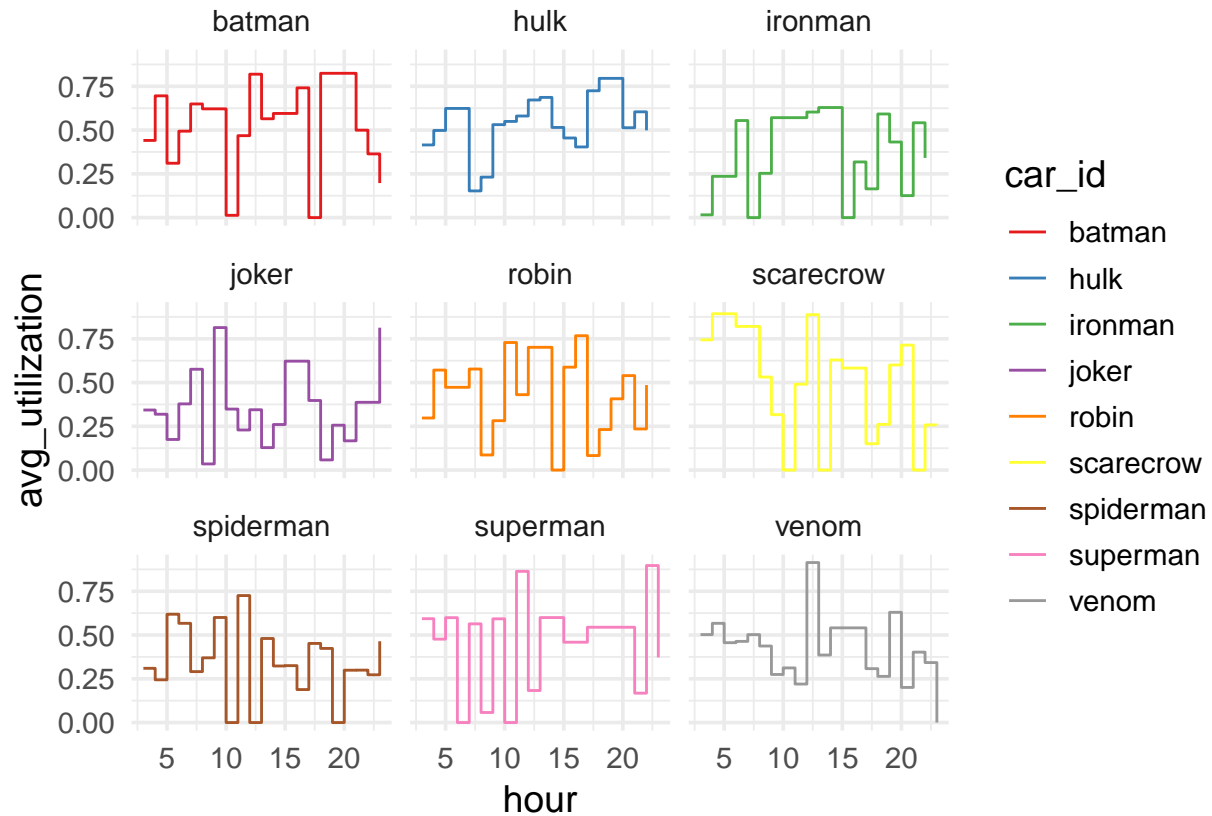 batman hulk ironman
0.75
0.50
0.25
0.00
joker robin scarecrow
0.75
0.50
0.25
0.00
spiderman superman venom
0.75
0.50
0.25
0.00
5 10 15 20 5 10 15 20 5 10 15 20
hour
avg_utilization
car_id
batman
hulk
ironman
joker
robin
scarecrow
spiderman
superman
venom